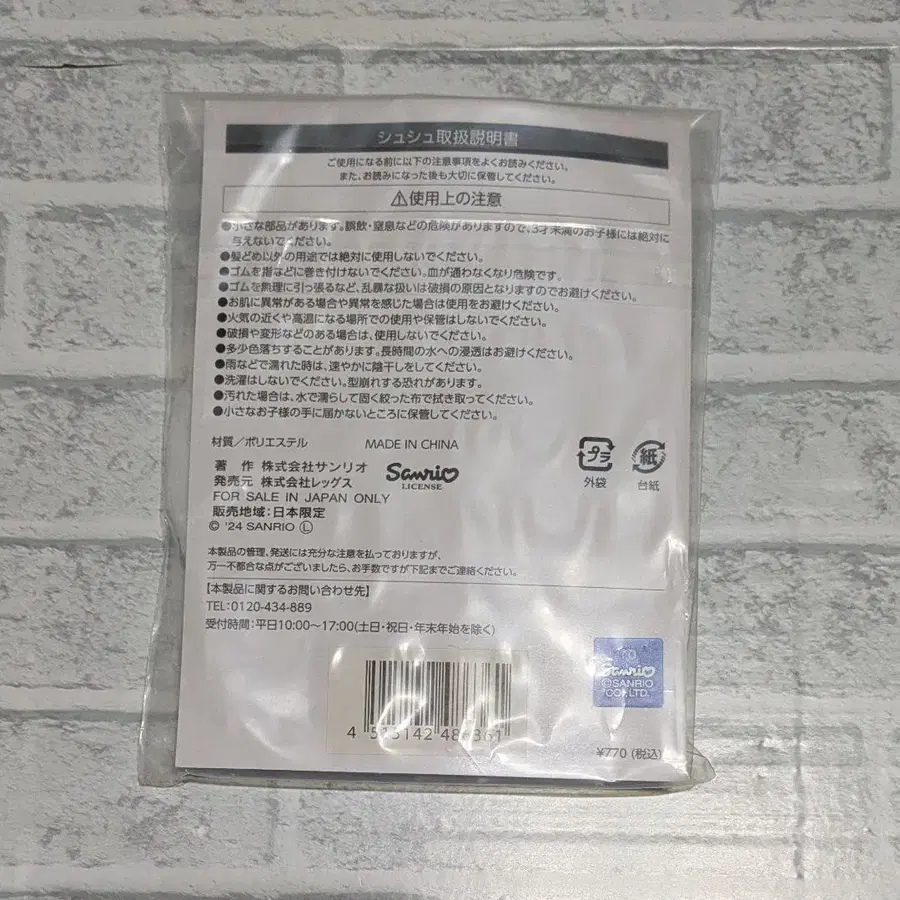 シュシュ取扱説明書
ご使用になる前に以下の注意事項をよくお読みください。
また、お読みになった後も大切に保管してください。
⚠使用上の注意
●小さな部品があります。誤飲・窒息などの危険がありますので、3才未満のお子様には絶対に
与えないでください。
●髪どめ以外の用途では絶対に使用しないでください。
●ゴムを指などに巻き付けないでください。血が通わなくなり危険です。
●ゴムを無理に引っ張るなど、乱暴な扱いは破損の原因となりますのでお避けください。
●お肌に異常がある場合や異常を感じた場合は使用をお避けください。
●火気の近くや高温になる場所での使用や保管はしないでください。
●破損や変形などのある場合は、使用しないでください。
●多少色落ちすることがあります。長時間の水への浸透はお避けください。
●雨などで濡れた時は、速やかに陰干しをしてください。
●洗濯はしないでください。型崩れする恐れがあります。
●汚れた場合は、水で濡らして固く絞った布で拭き取ってください。
●小さなお子様の手に届かないところに保管してください。
材質/ポリエステル MADE IN CHINA
著 作 株式会社サンリオ
発売元 株式会社レッグス
Sanrio
LICENSE
プラ
外袋
紙
台紙
FOR SALE IN JAPAN ONLY
販売地域:日本限定
© '24 SANRIO Ⓛ
本製品の管理、発送には充分な注意を払っておりますが、
万一不都合な点がございましたら、お手数ですが下記までご連絡ください。
【本製品に関するお問い合わせ先】
TEL:0120-434-889
受付時間:平日10:00〜17:00(土日・祝日・年末年始を除く)
Sanrio
©SANRIO
CO.,LTD.
¥770 (税込)